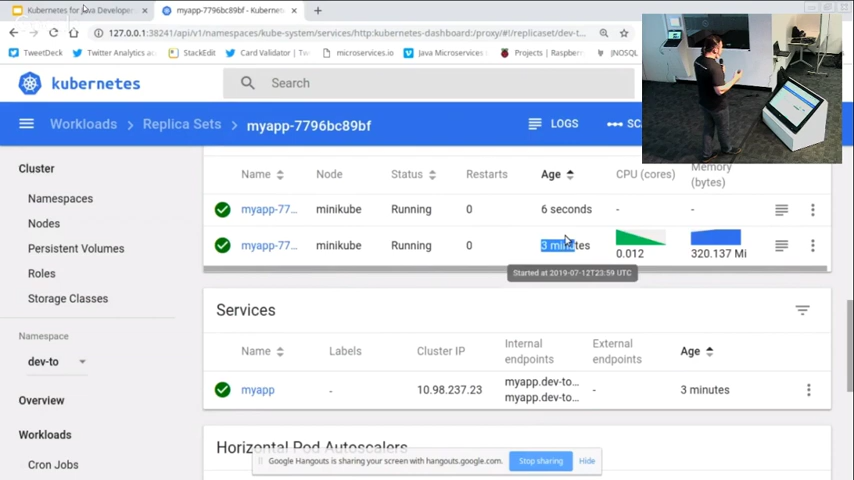 Kubernetes for Java Developer
myapp-7796bc89bf - Kubernet
127.0.0.1:38241/api/v1/namespaces/kube-system/services/http:kubernetes-dashboard:/proxy/#!/replicaset/dev-t
TweetDeck
Twitter Analytics ac
StackEdit
Card Validator | Tw
microservices.io
Java Microservices |
Projects | Raspberr
JNOSQL
kubernetes
Search
Workloads
Replica Sets
myapp-7796bc89bf
LOGS
SCA
Cluster
Namespaces
Nodes
Persistent Volumes
Roles
Storage Classes
Namespace
dev-to
Overview
Workloads
Cron Jobs
Name
Node
Status
Restarts
Age
CPU (cores)
Memory
(bytes)
myapp-77...
minikube
Running
0
6 seconds
-
-
myapp-77...
minikube
Running
0
3 minutes
0.012
320.137 Mi
Started at 2019-07-12T23:59 UTC
Services
Name
Labels
Cluster IP
Internal
endpoints
External
endpoints
Age
myapp
-
10.98.237.23
myapp.dev-to...
myapp.dev-to...
-
3 minutes
Horizontal Pod Autoscalers
Google Hangouts is sharing your screen with hangouts.google.com.
Stop sharing
Hide